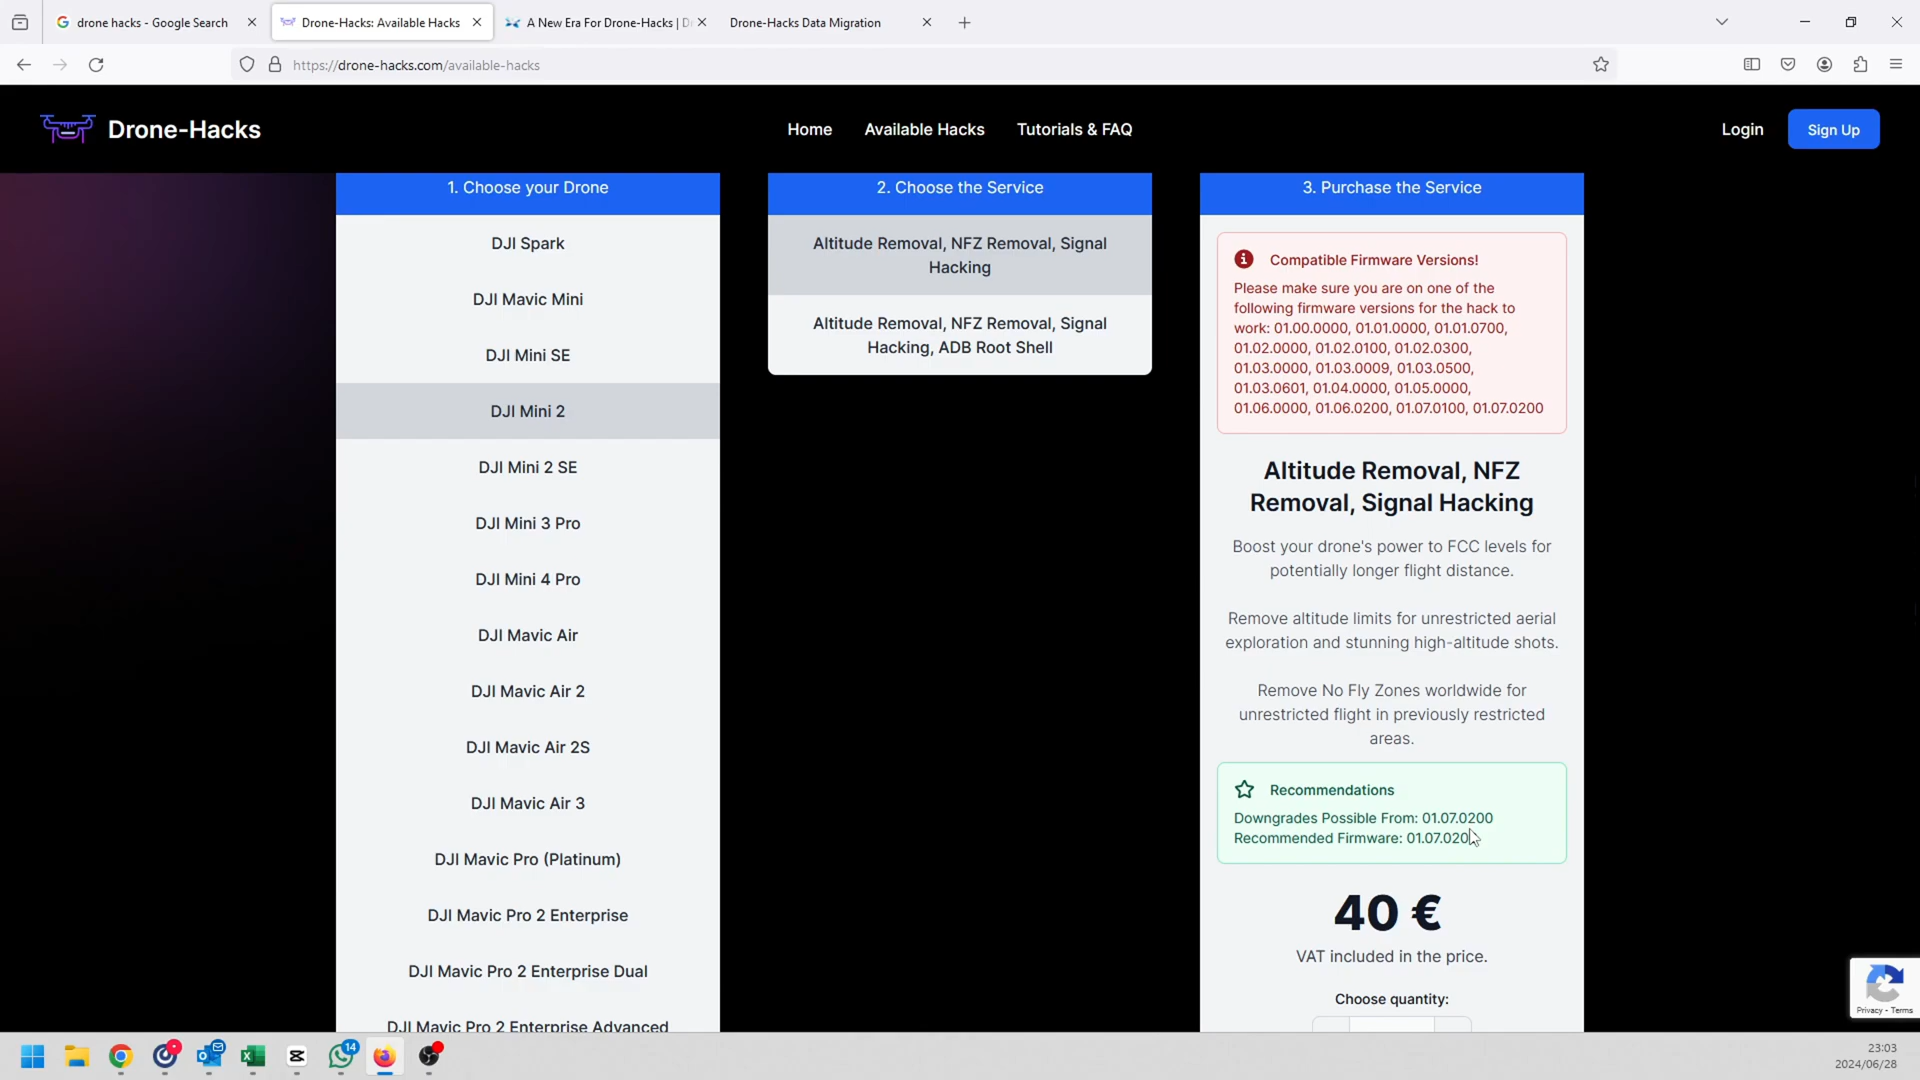 drone hacks - Google Search
Drone-Hacks: Available Hacks
A New Era For Drone-Hacks | D
Drone-Hacks Data Migration
https://drone-hacks.com/available-hacks
Drone-Hacks
Home
Available Hacks
Tutorials & FAQ
Login
Sign Up
1. Choose your Drone
DJI Spark
DJI Mavic Mini
DJI Mini SE
DJI Mini 2
DJI Mini 2 SE
DJI Mini 3 Pro
DJI Mini 4 Pro
DJI Mavic Air
DJI Mavic Air 2
DJI Mavic Air 2S
DJI Mavic Air 3
DJI Mavic Pro (Platinum)
DJI Mavic Pro 2 Enterprise
DJI Mavic Pro 2 Enterprise Dual
DJI Mavic Pro 2 Enterprise Advanced
2. Choose the Service
Altitude Removal, NFZ Removal, Signal
Hacking
Altitude Removal, NFZ Removal, Signal
Hacking, ADB Root Shell
3. Purchase the Service
Compatible Firmware Versions!
Please make sure you are on one of the
following firmware versions for the hack to
work: 01.00.0000, 01.01.0000, 01.01.0700,
01.02.0000, 01.02.0100, 01.02.0300,
01.03.0000, 01.03.0009, 01.03.0500,
01.03.0601, 01.04.0000, 01.05.0000,
01.06.0000, 01.06.0200, 01.07.0100, 01.07.0200
Altitude Removal, NFZ
Removal, Signal Hacking
Boost your drone's power to FCC levels for
potentially longer flight distance.
Remove altitude limits for unrestricted aerial
exploration and stunning high-altitude shots.
Remove No Fly Zones worldwide for
unrestricted flight in previously restricted
areas.
Recommendations
Downgrades Possible From: 01.07.0200
Recommended Firmware: 01.07.020
40 €
VAT included in the price.
Choose quantity:
Privacy - Terms
14
23:03
2024/06/28